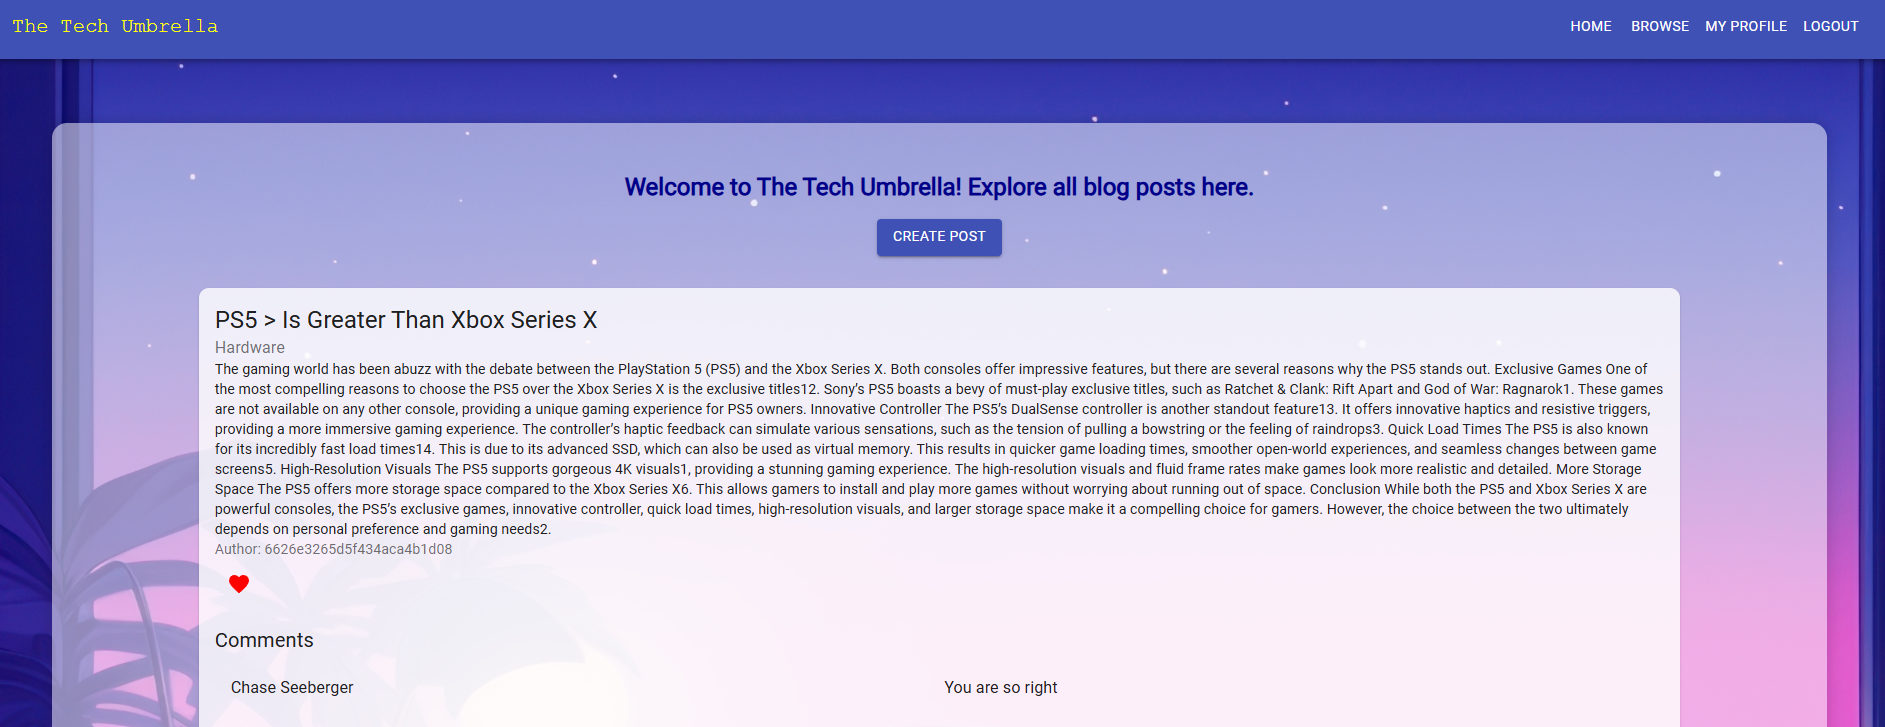 The Tech Umbrella
HOME BROWSE MY PROFILE LOGOUT
Welcome to The Tech Umbrella! Explore all blog posts here.
CREATE POST
PS5 > Is Greater Than Xbox Series X
Hardware
The gaming world has been abuzz with the debate between the PlayStation 5 (PS5) and the Xbox Series X. Both consoles offer impressive features, but there are several reasons why the PS5 stands out. Exclusive Games One of
the most compelling reasons to choose the PS5 over the Xbox Series X is the exclusive titles12. Sony’s PS5 boasts a bevy of must-play exclusive titles, such as Ratchet & Clank: Rift Apart and God of War: Ragnarok1. These games
are not available on any other console, providing a unique gaming experience for PS5 owners. Innovative Controller The PS5’s DualSense controller is another standout feature13. It offers innovative haptics and resistive triggers,
providing a more immersive gaming experience. The controller’s haptic feedback can simulate various sensations, such as the tension of pulling a bowstring or the feeling of raindrops3. Quick Load Times The PS5 is also known
for its incredibly fast load times14. This is due to its advanced SSD, which can also be used as virtual memory. This results in quicker game loading times, smoother open-world experiences, and seamless changes between game
screens5. High-Resolution Visuals The PS5 supports gorgeous 4K visuals1, providing a stunning gaming experience. The high-resolution visuals and fluid frame rates make games look more realistic and detailed. More Storage
Space The PS5 offers more storage space compared to the Xbox Series X6. This allows gamers to install and play more games without worrying about running out of space. Conclusion While both the PS5 and Xbox Series X are
powerful consoles, the PS5’s exclusive games, innovative controller, quick load times, high-resolution visuals, and larger storage space make it a compelling choice for gamers. However, the choice between the two ultimately
depends on personal preference and gaming needs2.
Author: 6626e3265d5f434aca4b1d08
Comments
Chase Seeberger You are so right